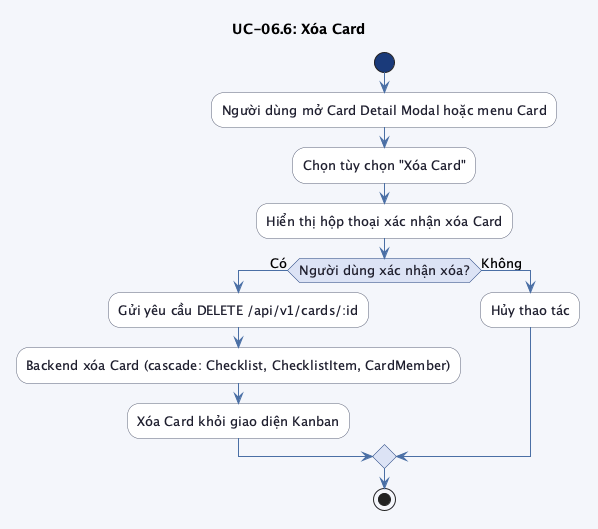 UC-06.6: Xóa Card
Người dùng mở Card Detail Modal hoặc menu Card
Chọn tùy chọn "Xóa Card"
Hiển thị hộp thoại xác nhận xóa Card
Người dùng xác nhận xóa?
Có
Không
Gửi yêu cầu DELETE /api/v1/cards/:id
Hủy thao tác
Backend xóa Card (cascade: Checklist, ChecklistItem, CardMember)
Xóa Card khỏi giao diện Kanban